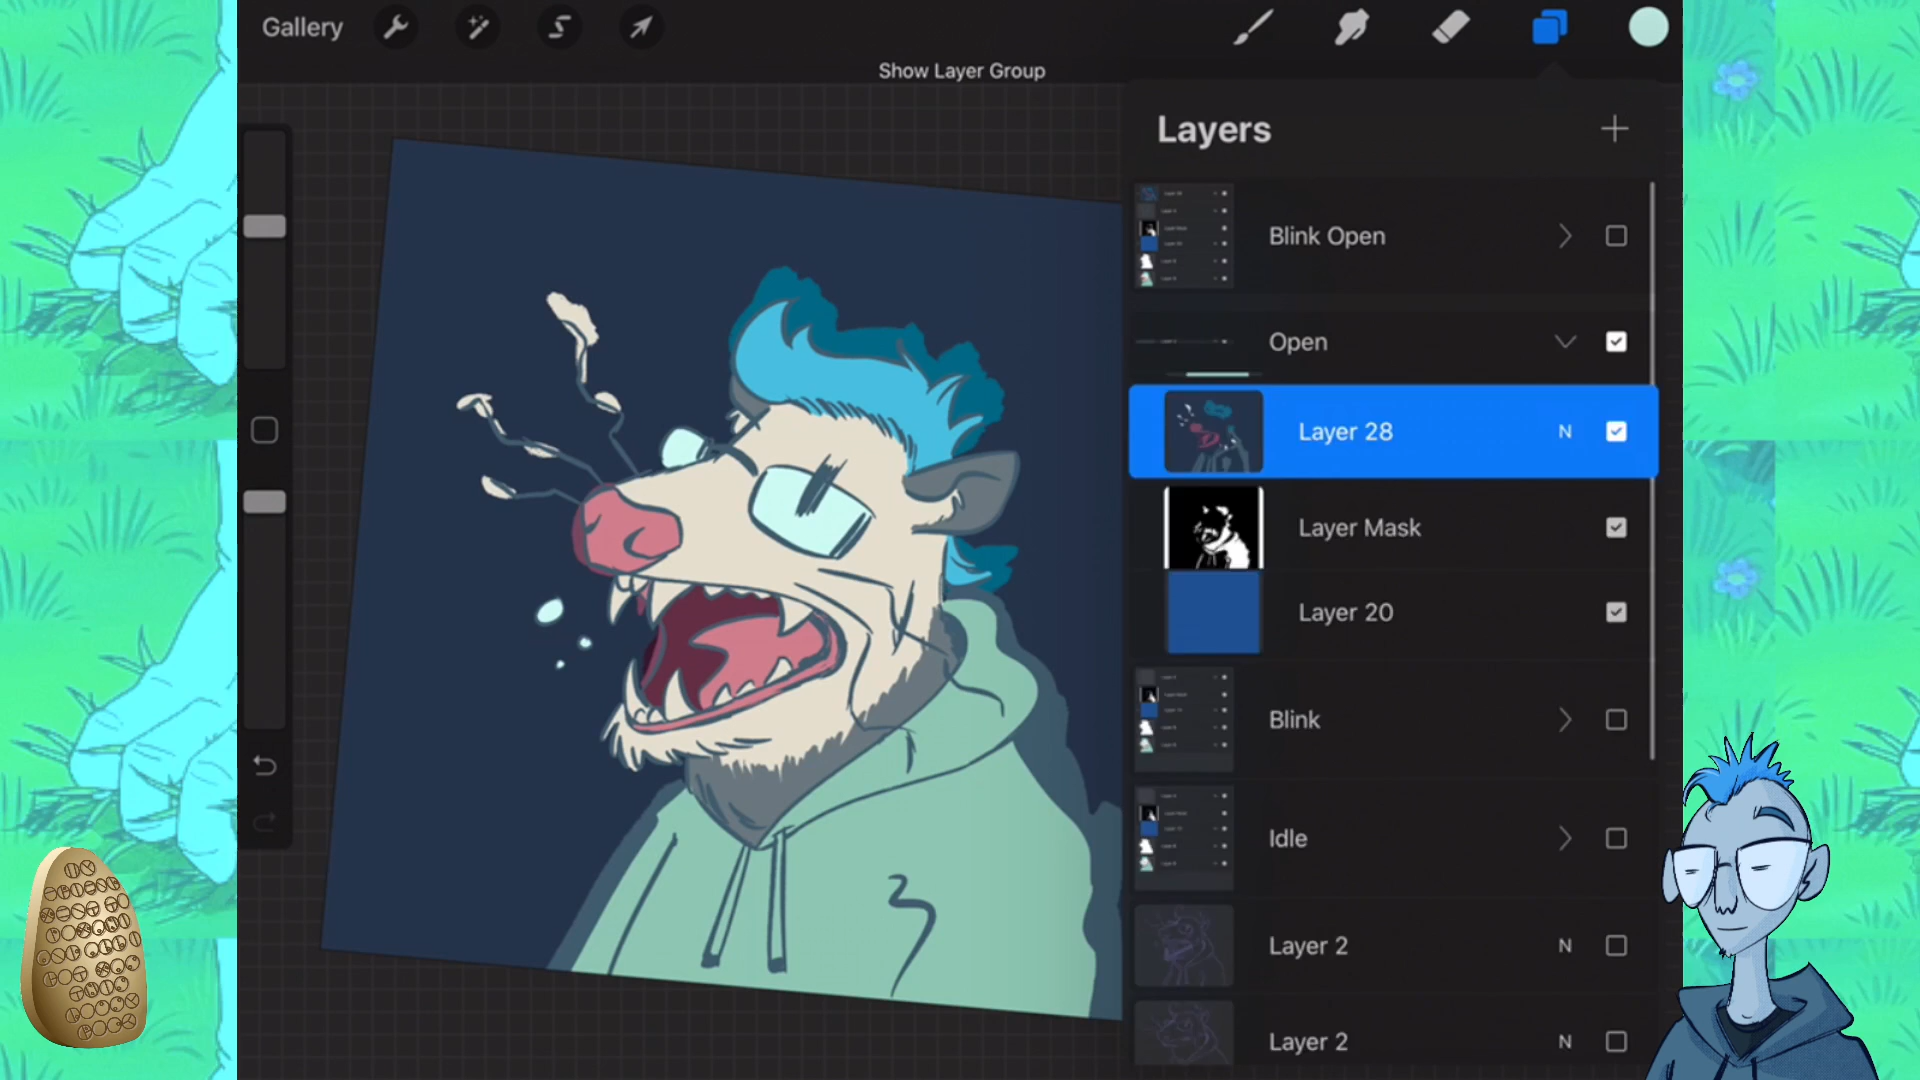 Gallery
Show Layer Group
Layers
Blink Open
Open
Layer 28 N
Layer Mask
Layer 20
Blink
Idle
Layer 2 N
Layer 2 N